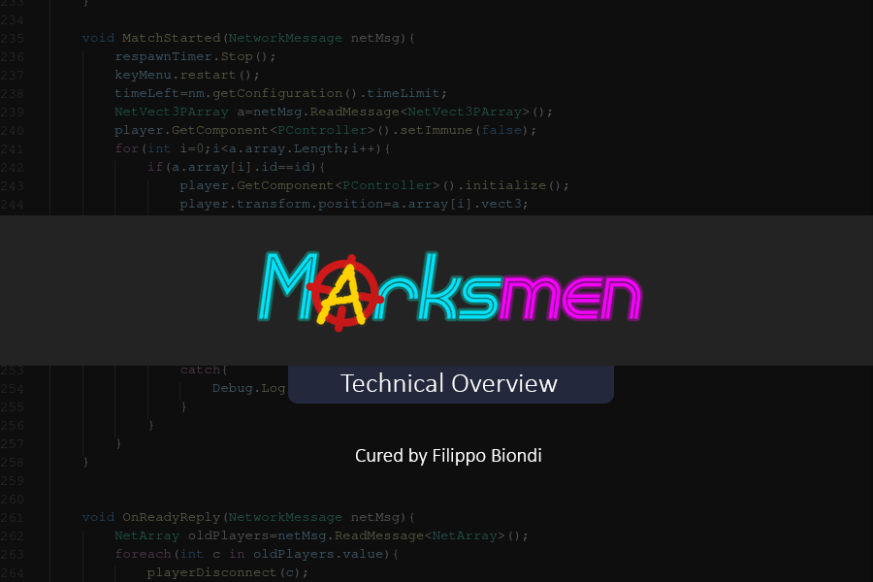 233 }
234
235 void MatchStarted(NetworkMessage netMsg){
236 respawnTimer.Stop();
237 keyMenu.restart();
238 timeLeft=nm.getConfiguration().timeLimit;
239 NetVect3PArray a=netMsg.ReadMessage<NetVect3PArray>();
240 player.GetComponent<PController>().setImmune(false);
241 for(int i=0;i<a.array.Length;i++){
242 if(a.array[i].id==id){
243 player.GetComponent<PController>().initialize();
244 player.transform.position=a.array[i].vect3;
Marksmen
253 catch{
Technical Overview
254 Debug.Log
255 }
256 }
257 }
Cured by Filippo Biondi
258 }
259
260
261 void OnReadyReply(NetworkMessage netMsg){
262 NetArray oldPlayers=netMsg.ReadMessage<NetArray>();
263 foreach(int c in oldPlayers.value){
264 playerDisconnect(c);